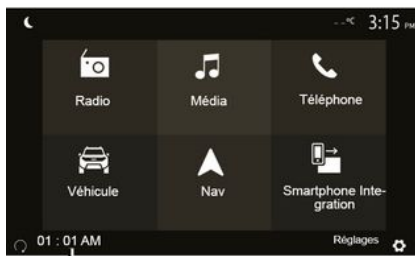 --°C 3:15 PM
Radio
Média
Téléphone
Véhicule
Nav
Smartphone Inte-
gration
01 : 01 AM
Réglages